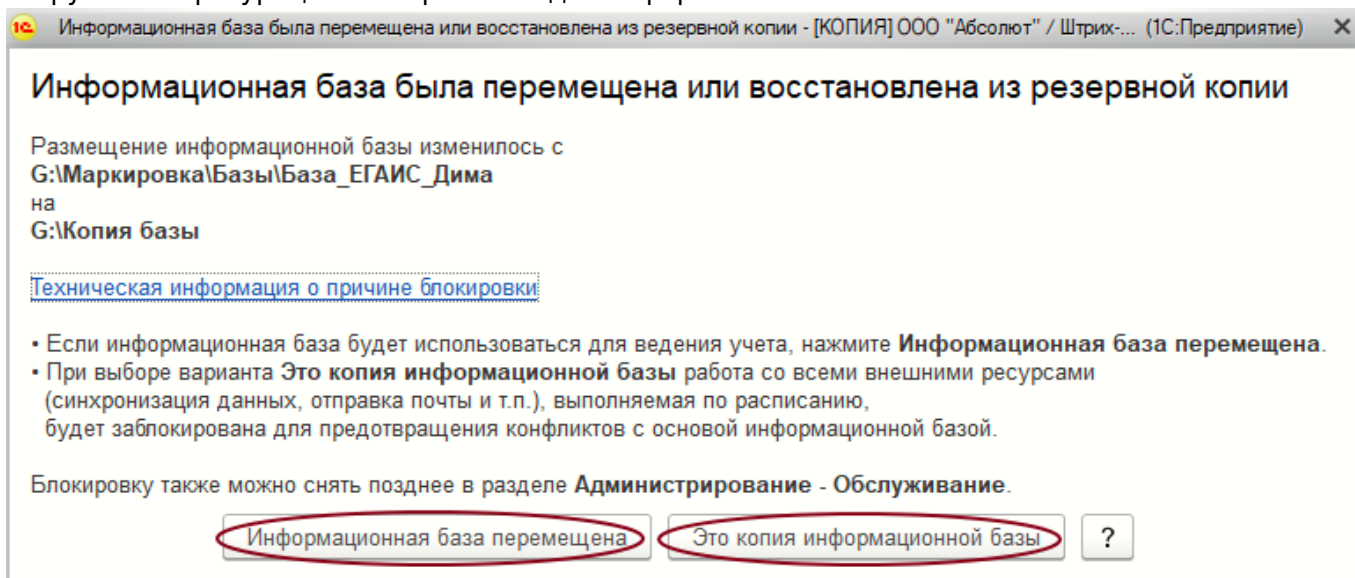 1С Информационная база была перемещена или восстановлена из резервной копии - [КОПИЯ] ООО "Абсолют" / Штрих-... (1С:Предприятие)
Информационная база была перемещена или восстановлена из резервной копии
Размещение информационной базы изменилось с
G:\Маркировка\Базы\База_ЕГАИС_Дима
на
G:\Копия базы
Техническая информация о причине блокировки
• Если информационная база будет использоваться для ведения учета, нажмите Информационная база перемещена.
• При выборе варианта Это копия информационной базы работа со всеми внешними ресурсами
(синхронизация данных, отправка почты и т.п.), выполняемая по расписанию,
будет заблокирована для предотвращения конфликтов с основой информационной базой.
Блокировку также можно снять позднее в разделе Администрирование - Обслуживание.
Информационная база перемещена Это копия информационной базы ?